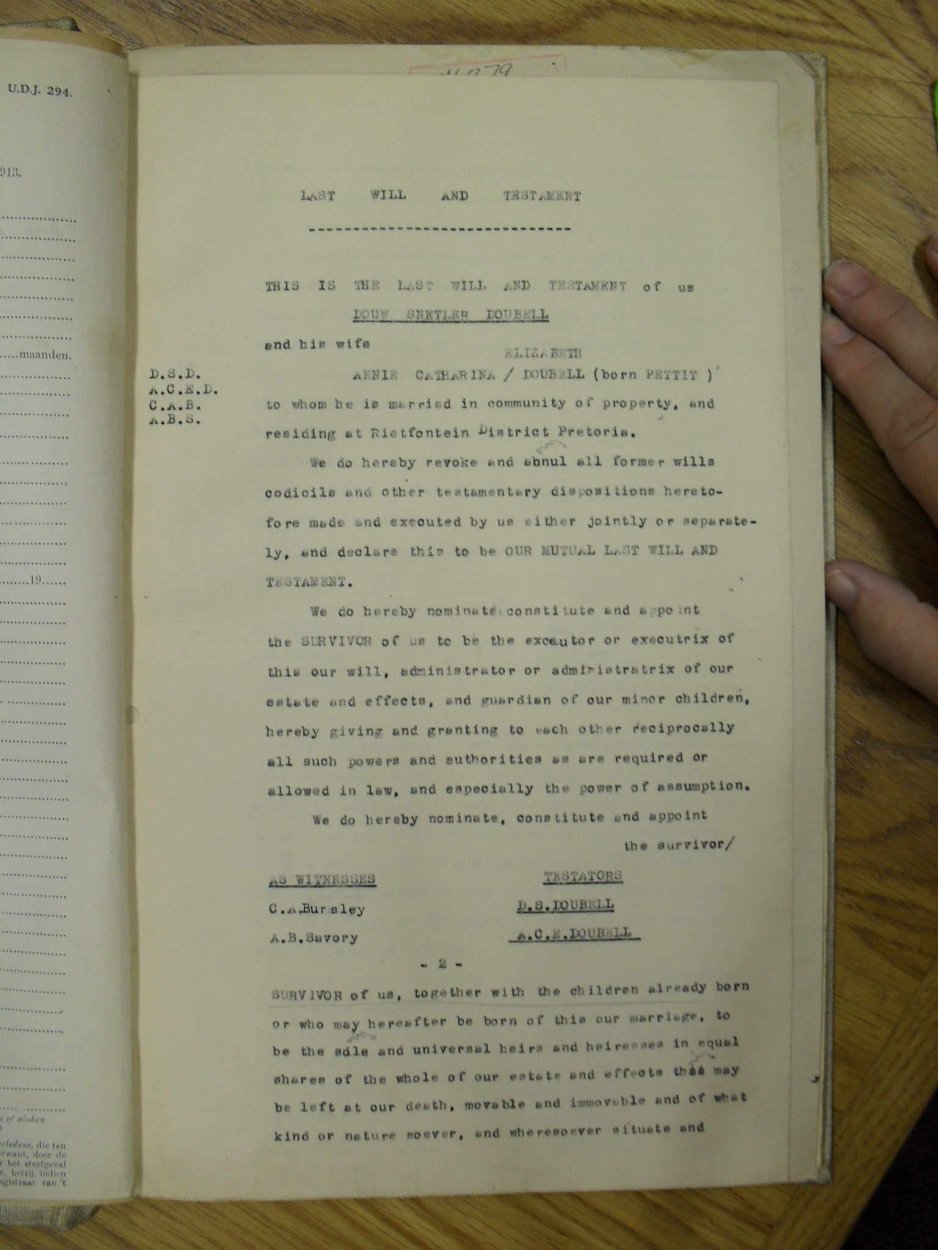 U.D.J. 294.
913.
maanden.
19
LAST WILL AND TESTAMENT
THIS IS THE LAST WILL AND TESTAMENT of us
DOUW SNETLER DOUBELL
and his wife
ELIZABETH
D.S.D.
ANNIE CATHARINA / DOUBELL (born PETTIT )
A.C.E.D.
C.A.B.
to whom he is married in community of property, and
A.B.S.
residing at Rietfontein District Pretoria.
We do hereby revoke and abnul all former wills
codicils and other testamentary dispositions hereto-
fore made and executed by us either jointly or separate-
ly, and declare this to be OUR MUTUAL LAST WILL AND
TESTAMENT.
We do hereby nominate constitute and appoint
the SURVIVOR of us to be the excautor or executrix of
this our will, administrator or administratrix of our
estate and effects, and guardian of our minor children,
hereby giving and granting to each other reciprocally
all such powers and authorities as are required or
allowed in law, and especially the power of assumption.
We do hereby nominate, constitute and appoint
the survivor/
AS WITNESSES TESTATORS
C.A.Bursley D.S.DOUBELL
A.B.Savory A.C.E.DOUBELL
- 2 -
SURVIVOR of us, together with the children already born
or who may hereafter be born of this our marriage, to
be the sole and universal heirs and heiresses in equal
shares of the whole of our estate and effects that may
be left at our death, movable and immovable and of what
kind or nature soever, and wheresoever situate and